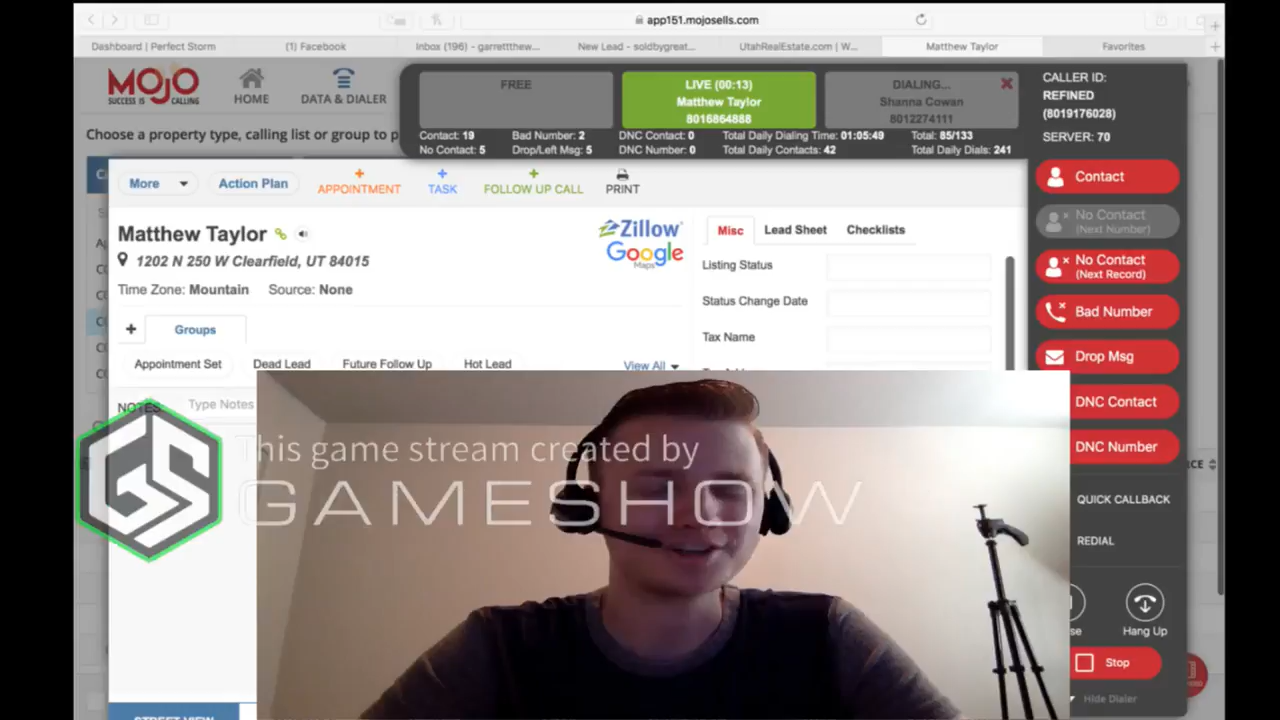 app151.mojosells.com
Dashboard | Perfect Storm
(1) Facebook
Inbox (196) - garrettthew...
New Lead - soldbygreat...
UtahRealEstate.com | W...
Matthew Taylor
Favorites
MOJO
SUCCESS IS CALLING
HOME
DATA & DIALER
FREE
LIVE (00:13)
Matthew Taylor
8016864888
DIALING...
Shanna Cowan
8012274111
CALLER ID:
REFINED
(8019176028)
SERVER: 70
Contact: 19
Bad Number: 2
DNC Contact: 0
Total Daily Dialing Time: 01:05:49
Total: 85/133
No Contact: 5
Drop/Left Msg: 5
DNC Number: 0
Total Daily Contacts: 42
Total Daily Dials: 241
Choose a property type, calling list or group to p
More
Action Plan
APPOINTMENT
TASK
FOLLOW UP CALL
PRINT
Matthew Taylor
1202 N 250 W Clearfield, UT 84015
Time Zone: Mountain
Source: None
Zillow
Google
Maps
Misc
Lead Sheet
Checklists
Listing Status
Status Change Date
Tax Name
Groups
Appointment Set
Dead Lead
Future Follow Up
Hot Lead
View All
NOTES:
Type Notes
Contact
No Contact
(Next Number)
No Contact
(Next Record)
Bad Number
Drop Msg
DNC Contact
DNC Number
QUICK CALLBACK
REDIAL
se
Hang Up
Stop
Hide Dialer
GS
This game stream created by
GAMESHOW
STREET VIEW